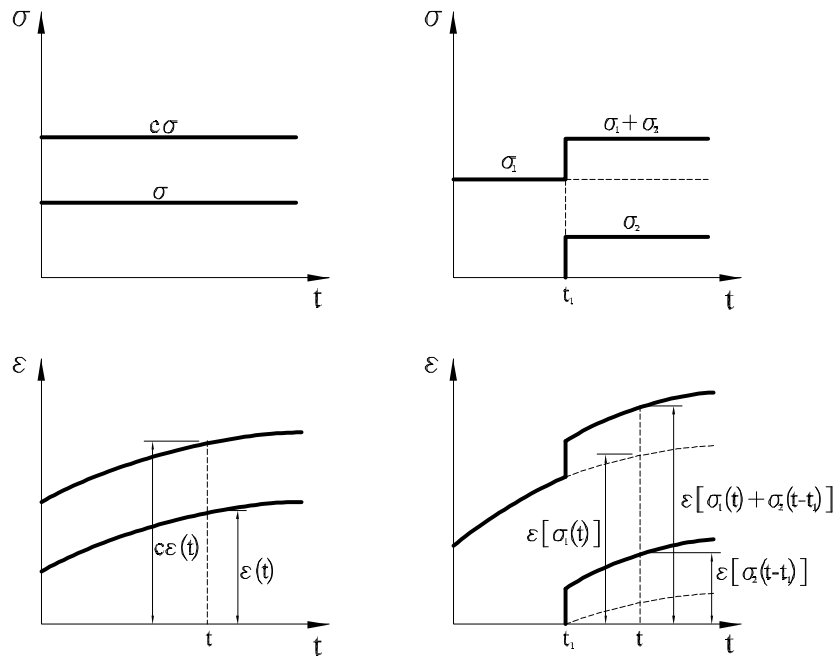 σ
cσ
σ
t
σ
σ₁
σ₁+σ₂
σ₂
t₁
t
ε
cε(t)
ε(t)
t
t
ε
ε[σ₁(t)]
ε[σ₁(t)+σ₂(t-t₁)]
ε[σ₂(t-t₁)]
t₁
t
t